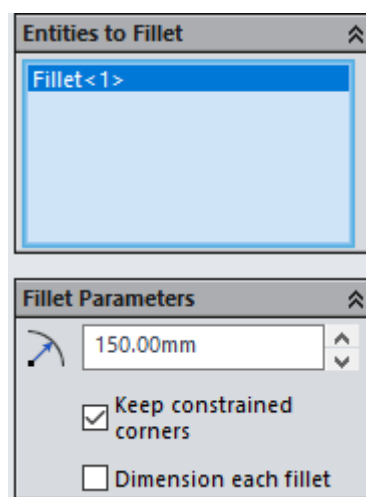 Entities to Fillet
Fillet<1>
Fillet Parameters
150.00mm
Keep constrained
corners
Dimension each fillet